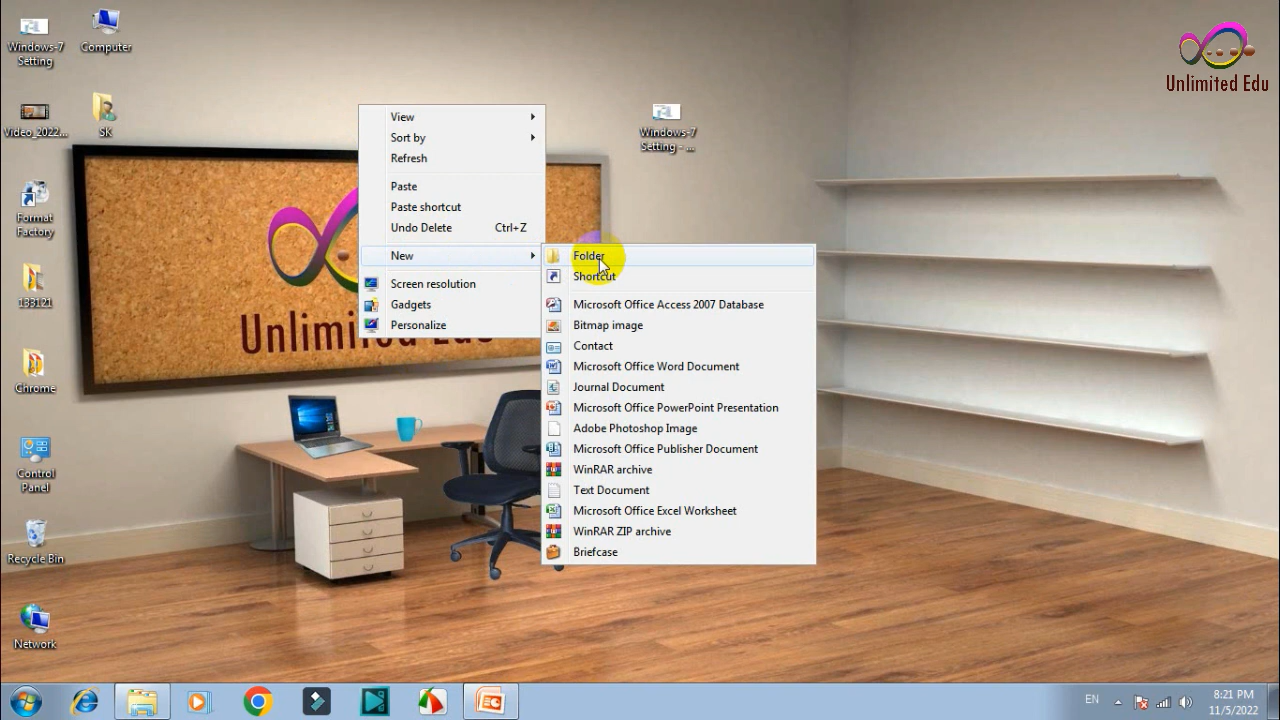 Windows-7
Setting
Computer
Unlimited Edu
Video_2022...
SK
Windows-7
Setting - ...
Format
Factory
133121
Chrome
Control
Panel
Recycle Bin
Network
View
Sort by
Refresh
Paste
Paste shortcut
Undo Delete Ctrl+Z
New
Screen resolution
Gadgets
Personalize
Unlimited Edu
Folder
Shortcut
Microsoft Office Access 2007 Database
Bitmap image
Contact
Microsoft Office Word Document
Journal Document
Microsoft Office PowerPoint Presentation
Adobe Photoshop Image
Microsoft Office Publisher Document
WinRAR archive
Text Document
Microsoft Office Excel Worksheet
WinRAR ZIP archive
Briefcase
EN
8:21 PM
11/5/2022